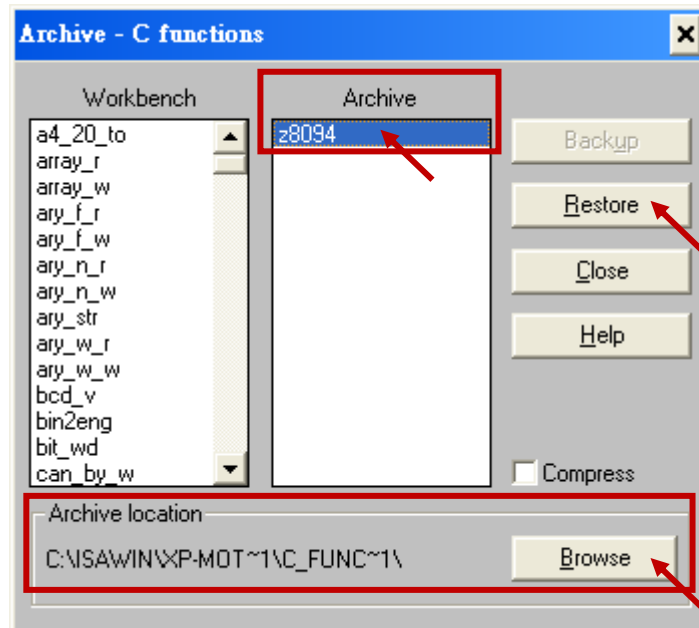 Archive - C functions
Workbench
Archive
a4_20_to
array_r
array_w
ary_f_r
ary_f_w
ary_n_r
ary_n_w
ary_str
ary_w_r
ary_w_w
bcd_v
bin2eng
bit_wd
can_by_w
z8094
Backup
Restore
Close
Help
Compress
Archive location
C:\ISAWIN\XP-MOT~1\C_FUNC~1\
Browse